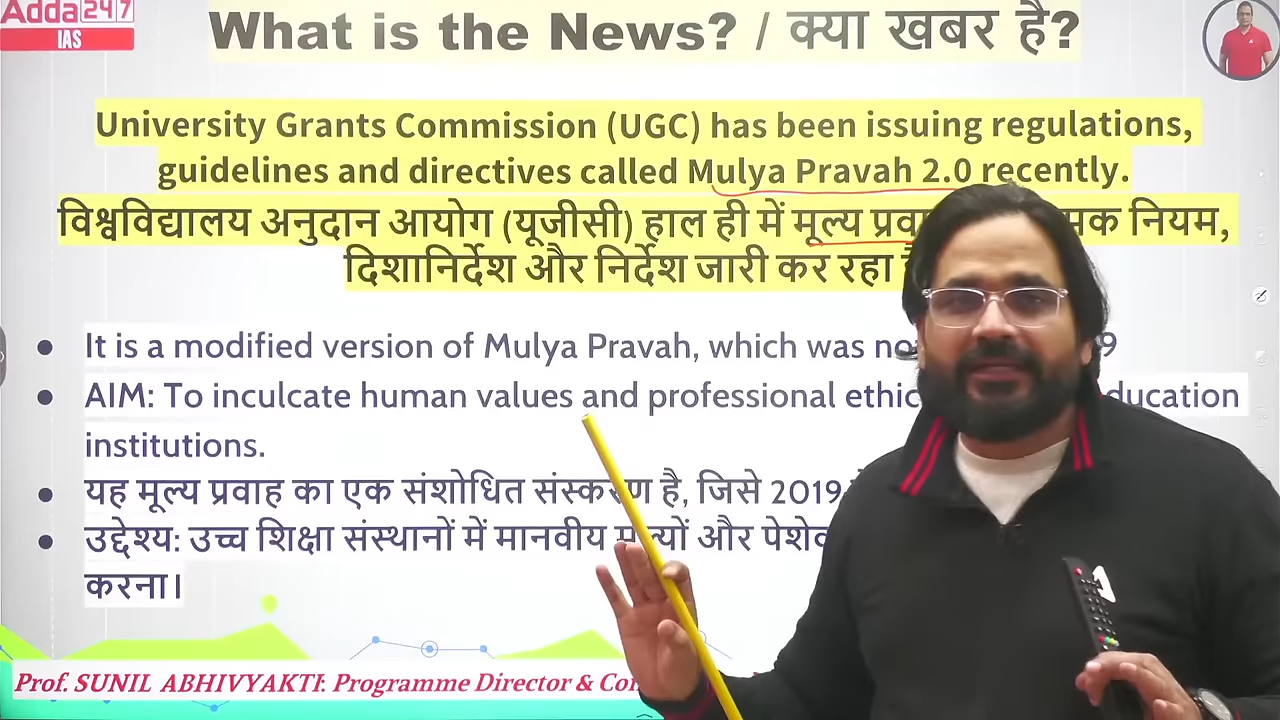 Adda247
IAS
What is the News? / क्या खबर है?
University Grants Commission (UGC) has been issuing regulations,
guidelines and directives called Mulya Pravah 2.0 recently.
विश्वविद्यालय अनुदान आयोग (यूजीसी) हाल ही में मूल्य नियम,
दिशानिर्देश और निर्देश जारी कर रहा
It is a modified version of Mulya Pravah, which was
AIM: To inculcate human values and professional
institutions.
यह मूल्य प्रवाह का एक संशोधित संस्करण है, जिसे 2019
उद्देश्य: उच्च शिक्षा संस्थानों में मानवीय मूल्यों और
करना।
Prof. SUNIL ABHIVYAKTI: Programme Director &